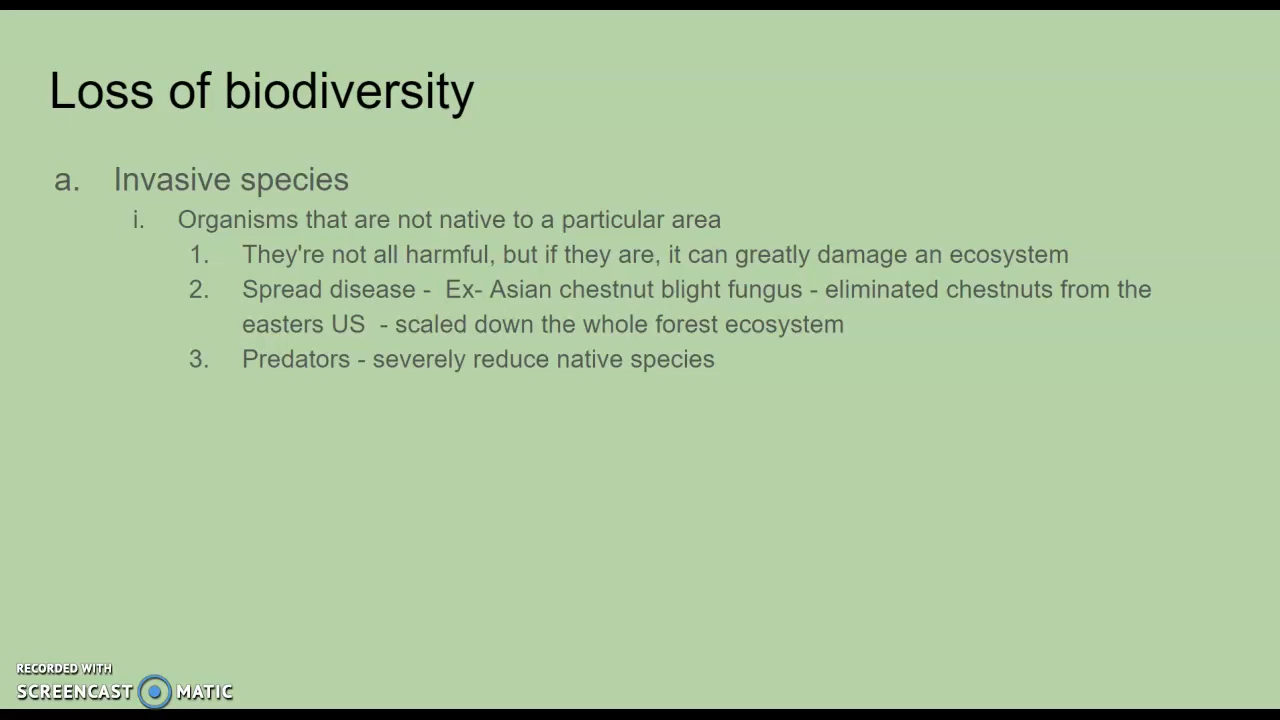 Loss of biodiversity
a. Invasive species
i. Organisms that are not native to a particular area
1. They're not all harmful, but if they are, it can greatly damage an ecosystem
2. Spread disease -  Ex- Asian chestnut blight fungus - eliminated chestnuts from the
easters US  - scaled down the whole forest ecosystem
3. Predators - severely reduce native species
RECORDED WITH
SCREENCAST MATIC